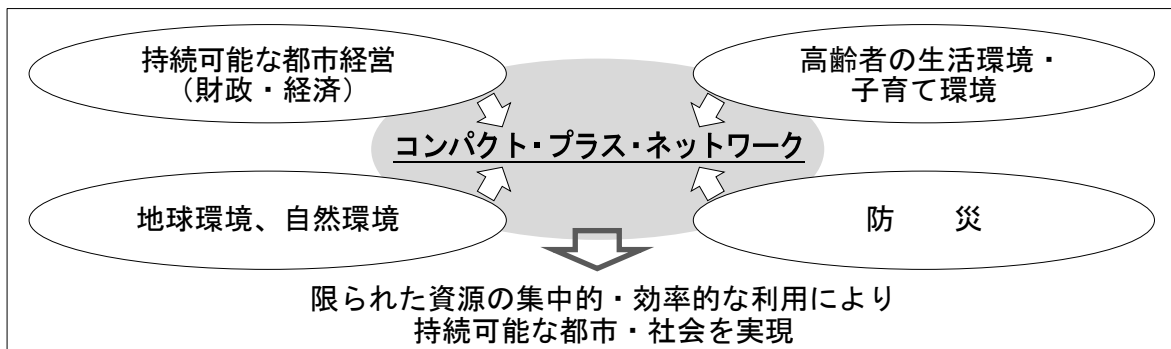 持続可能な都市経営
（財政・経済）
高齢者の生活環境・
子育て環境
コンパクト・プラス・ネットワーク
地球環境、自然環境
防　　災
限られた資源の集中的・効率的な利用により
持続可能な都市・社会を実現